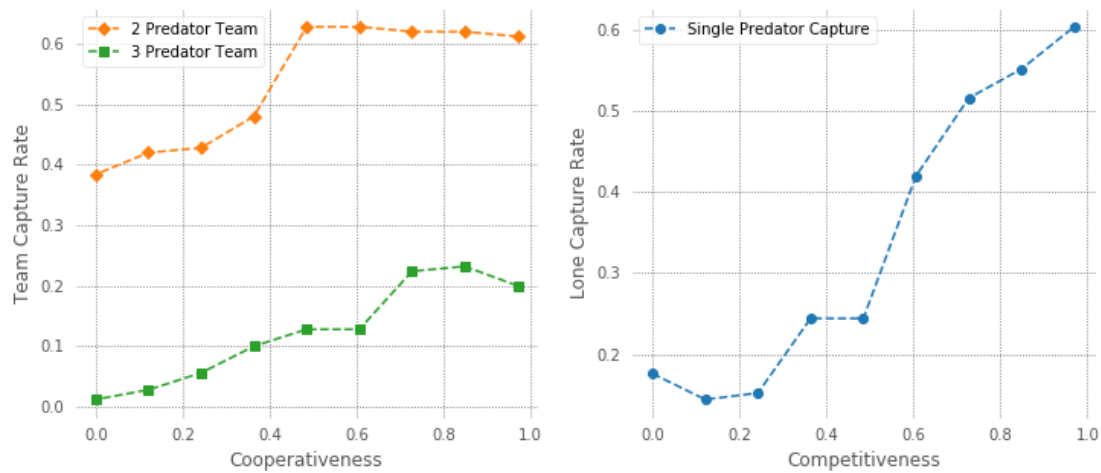 2 Predator Team
3 Predator Team
Team Capture Rate
0.6
0.5
0.4
0.3
0.2
0.1
0.0
0.0 0.2 0.4 0.6 0.8 1.0
Cooperativeness
Single Predator Capture
Lone Capture Rate
0.6
0.5
0.4
0.3
0.2
0.0 0.2 0.4 0.6 0.8 1.0
Competitiveness